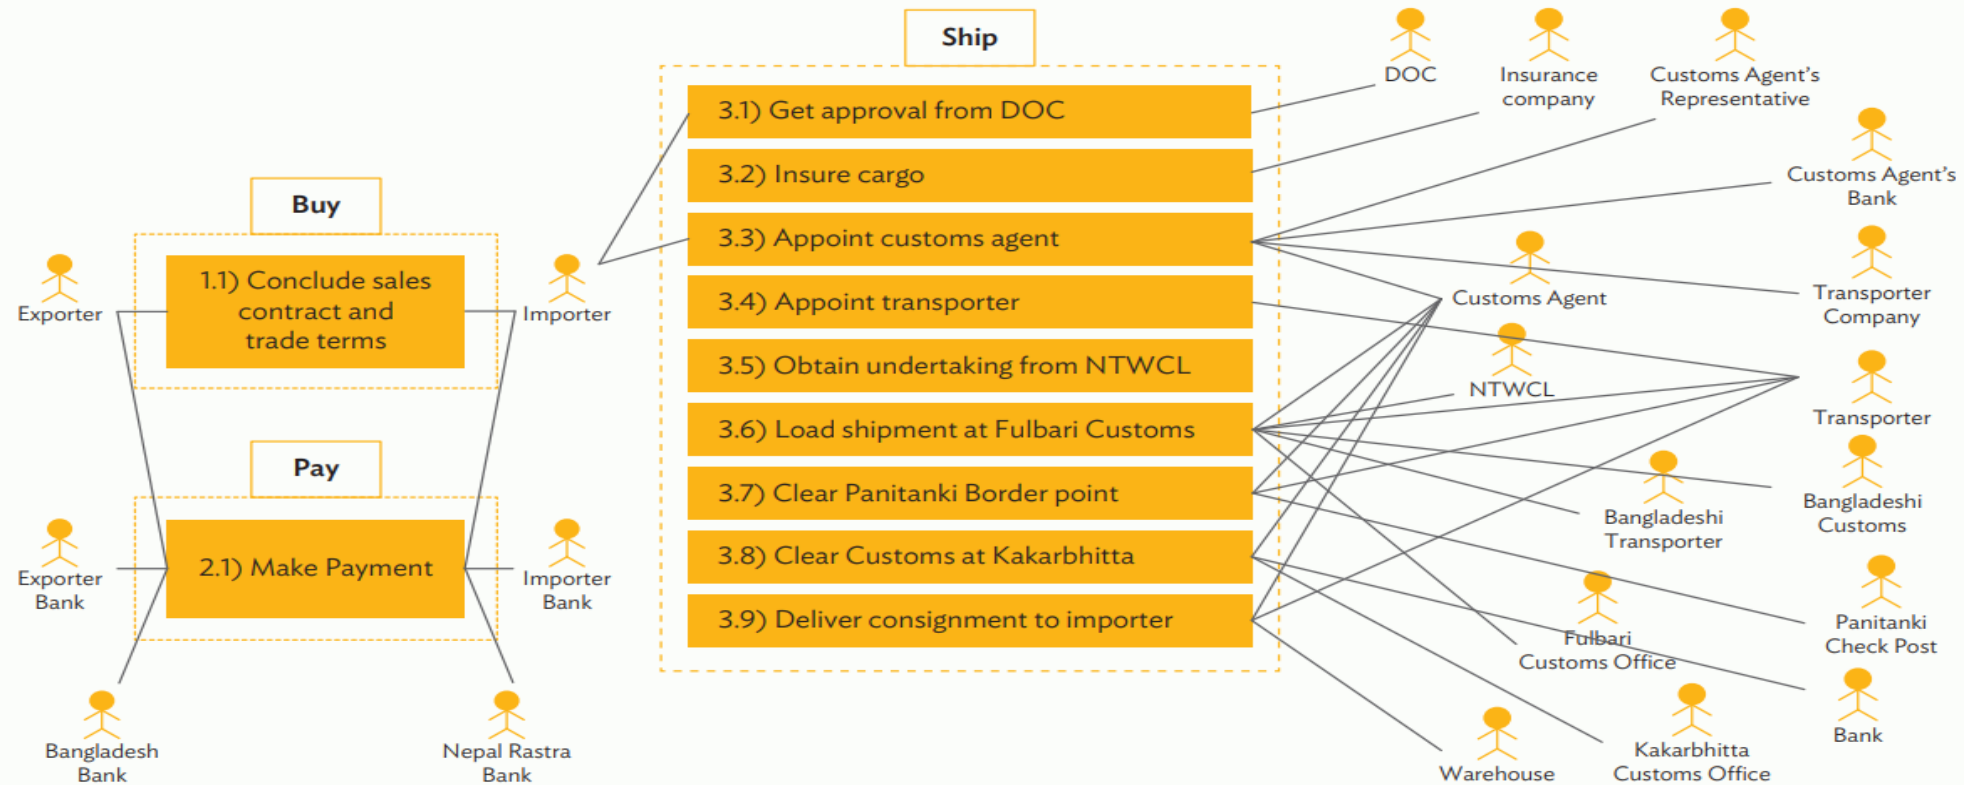 Buy
Exporter
1.1) Conclude sales
contract and
trade terms
Importer
Pay
Exporter
Bank
2.1) Make Payment
Importer
Bank
Bangladesh
Bank
Nepal Rastra
Bank
Ship
3.1) Get approval from DOC
3.2) Insure cargo
3.3) Appoint customs agent
3.4) Appoint transporter
3.5) Obtain undertaking from NTWCL
3.6) Load shipment at Fulbari Customs
3.7) Clear Panitanki Border point
3.8) Clear Customs at Kakarbhitta
3.9) Deliver consignment to importer
DOC
Insurance
company
Customs Agent's
Representative
Customs Agent's
Bank
Customs Agent
Transporter
Company
NTWCL
Transporter
Bangladeshi
Transporter
Bangladeshi
Customs
Fulbari
Customs Office
Panitanki
Check Post
Warehouse
Kakarbhitta
Customs Office
Bank